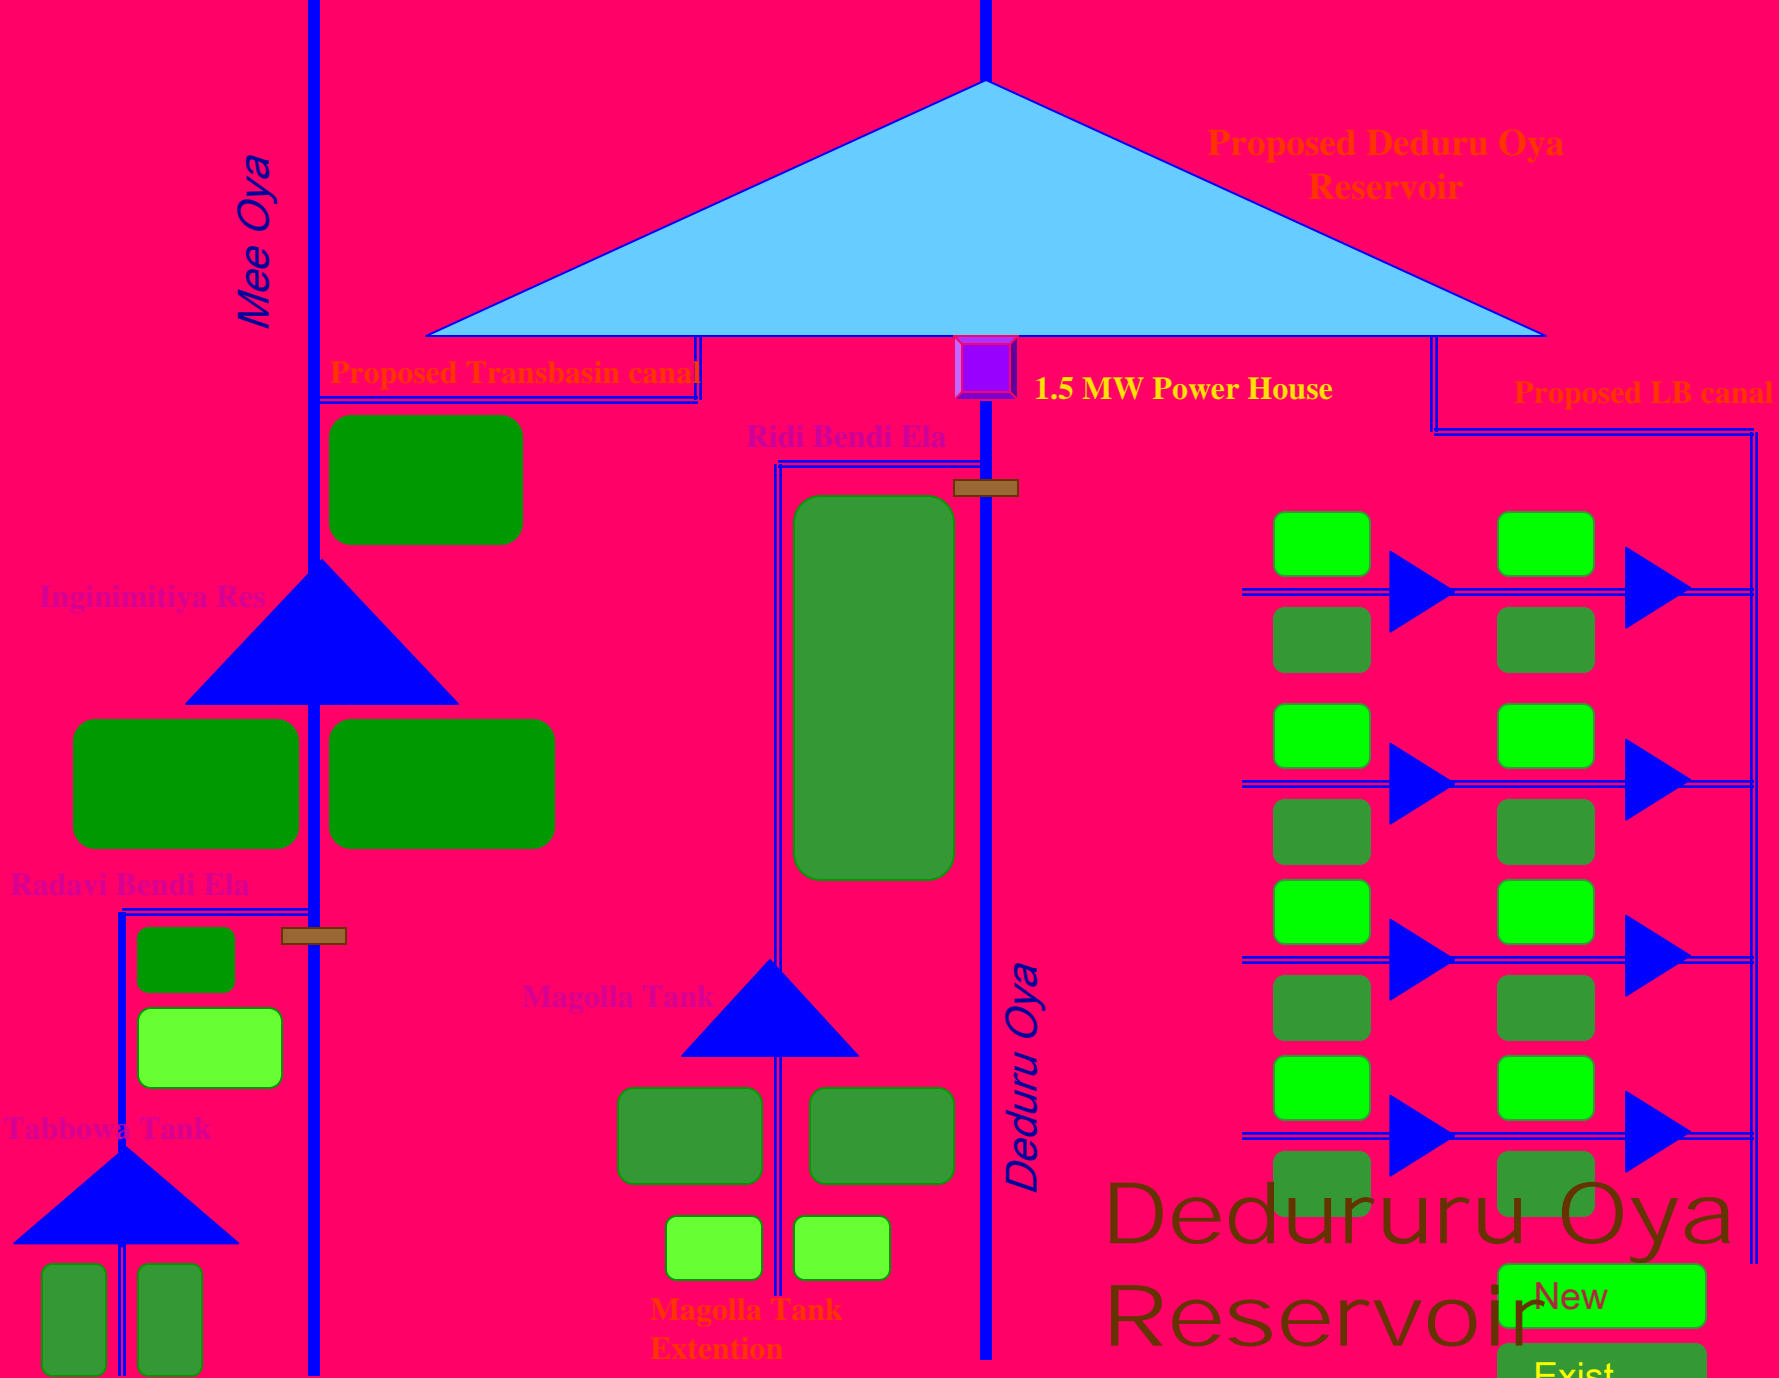 Proposed Deduru Oya
Reservoir
Mee Oya
Proposed Transbasin canal
1.5 MW Power House
Proposed LB canal
Ridi Bendi Ela
Inginimitiya Res
Radavi Bendi Ela
Magolla Tank
Deduru Oya
Tabbowa Tank
Dedururu Oya
Reservoir
New
Magolla Tank
Extention
Exist